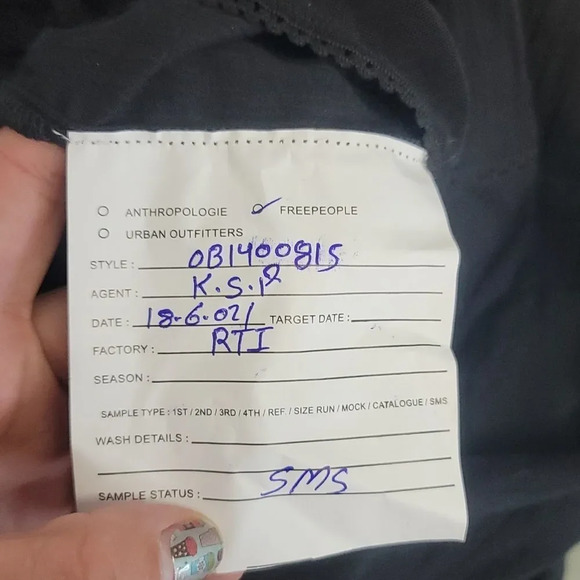 ANTHROPOLOGIE FREEPEOPLE
URBAN OUTFITTERS
STYLE : OB1400815
AGENT : K.S.P
DATE : 18-6.021 TARGET DATE :
FACTORY : RTI
SEASON :
SAMPLE TYPE : 1ST / 2ND / 3RD / 4TH / REF / SIZE RUN / MOCK / CATALOGUE / SMS
WASH DETAILS :
SAMPLE STATUS : SMS